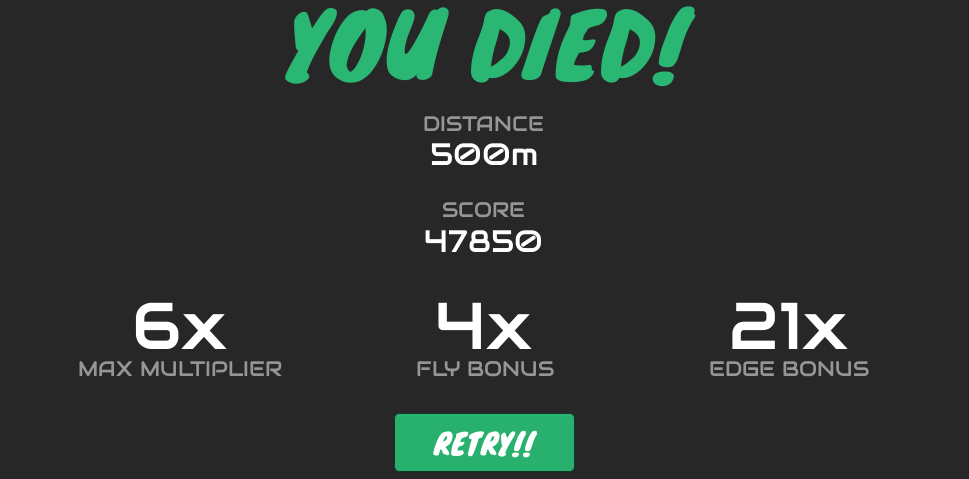 YOU DIED!
DISTANCE
500m
SCORE
47850
6x 4x 21x
MAX MULTIPLIER FLY BONUS EDGE BONUS
RETRY!!